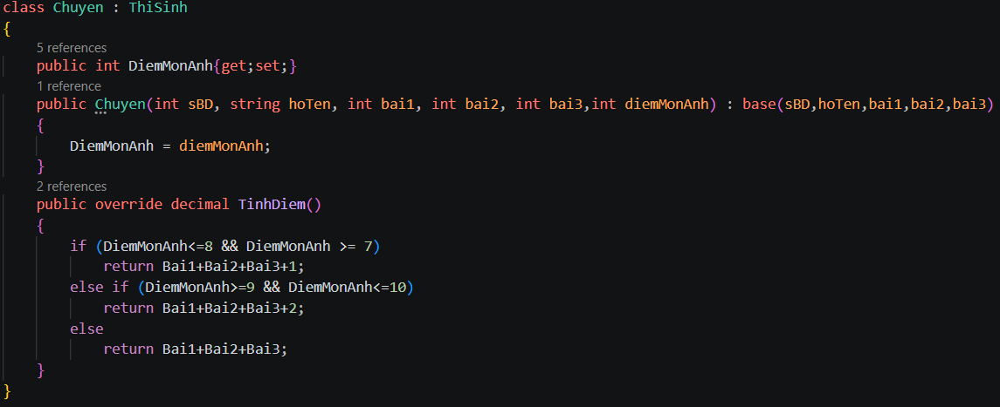 class Chuyen : ThiSinh
{
5 references
public int DiemMonAnh{get;set;}
1 reference
public Chuyen(int sBD, string hoTen, int bai1, int bai2, int bai3,int diemMonAnh) : base(sBD,hoTen,bai1,bai2,bai3)
{
DiemMonAnh = diemMonAnh;
}
2 references
public override decimal TinhDiem()
{
if (DiemMonAnh<=8 && DiemMonAnh >= 7)
return Bai1+Bai2+Bai3+1;
else if (DiemMonAnh>=9 && DiemMonAnh<=10)
return Bai1+Bai2+Bai3+2;
else
return Bai1+Bai2+Bai3;
}
}